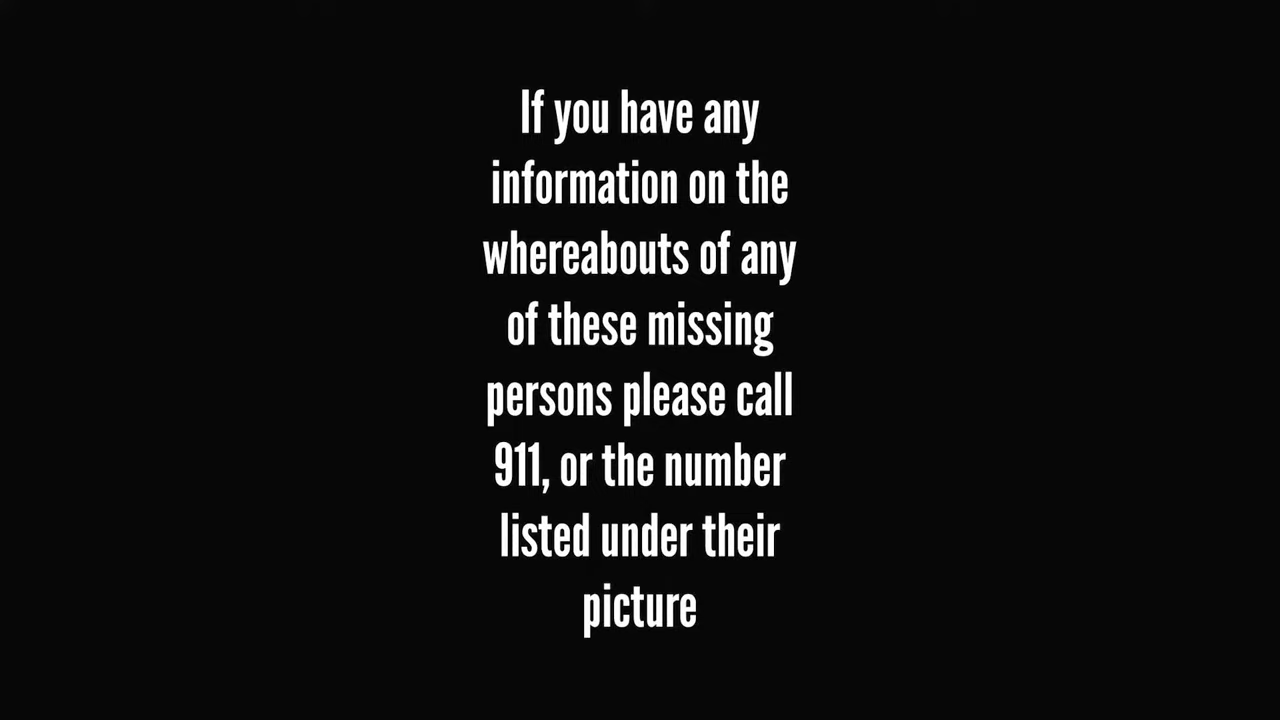 If you have any
information on the
whereabouts of any
of these missing
persons please call
911, or the number
listed under their
picture